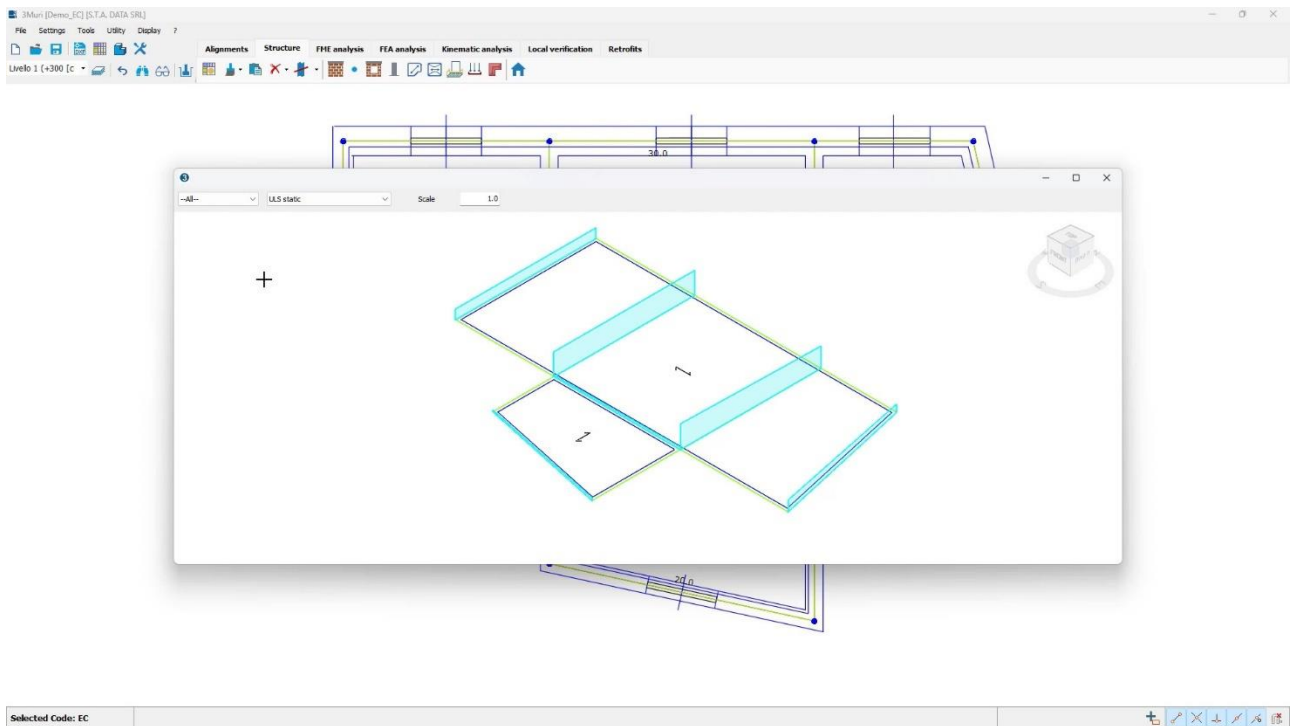 3Muri [Demo_EC] [S.T.A. DATA SRL]
File Settings Tools Utility Display ?
Alignments Structure FME analysis FEA analysis Kinematic analysis Local verification Retrofits
Livello 1 (+300 [c
30.0
--All-- ULS static Scale 1.0
1
1
20.0
Selected Code: EC